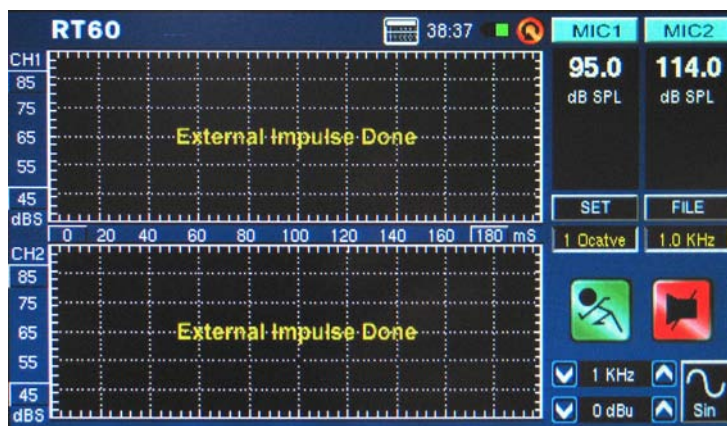 RT60
38:37
MIC1
MIC2
CH1
85
75
65
55
45
dBS
External Impulse Done
95.0
dB SPL
114.0
dB SPL
SET
FILE
1 Ocatve
1.0 KHz
0 20 40 60 80 100 120 140 160 180 mS
CH2
85
75
65
55
45
dBS
External Impulse Done
1 KHz
0 dBu
Sin